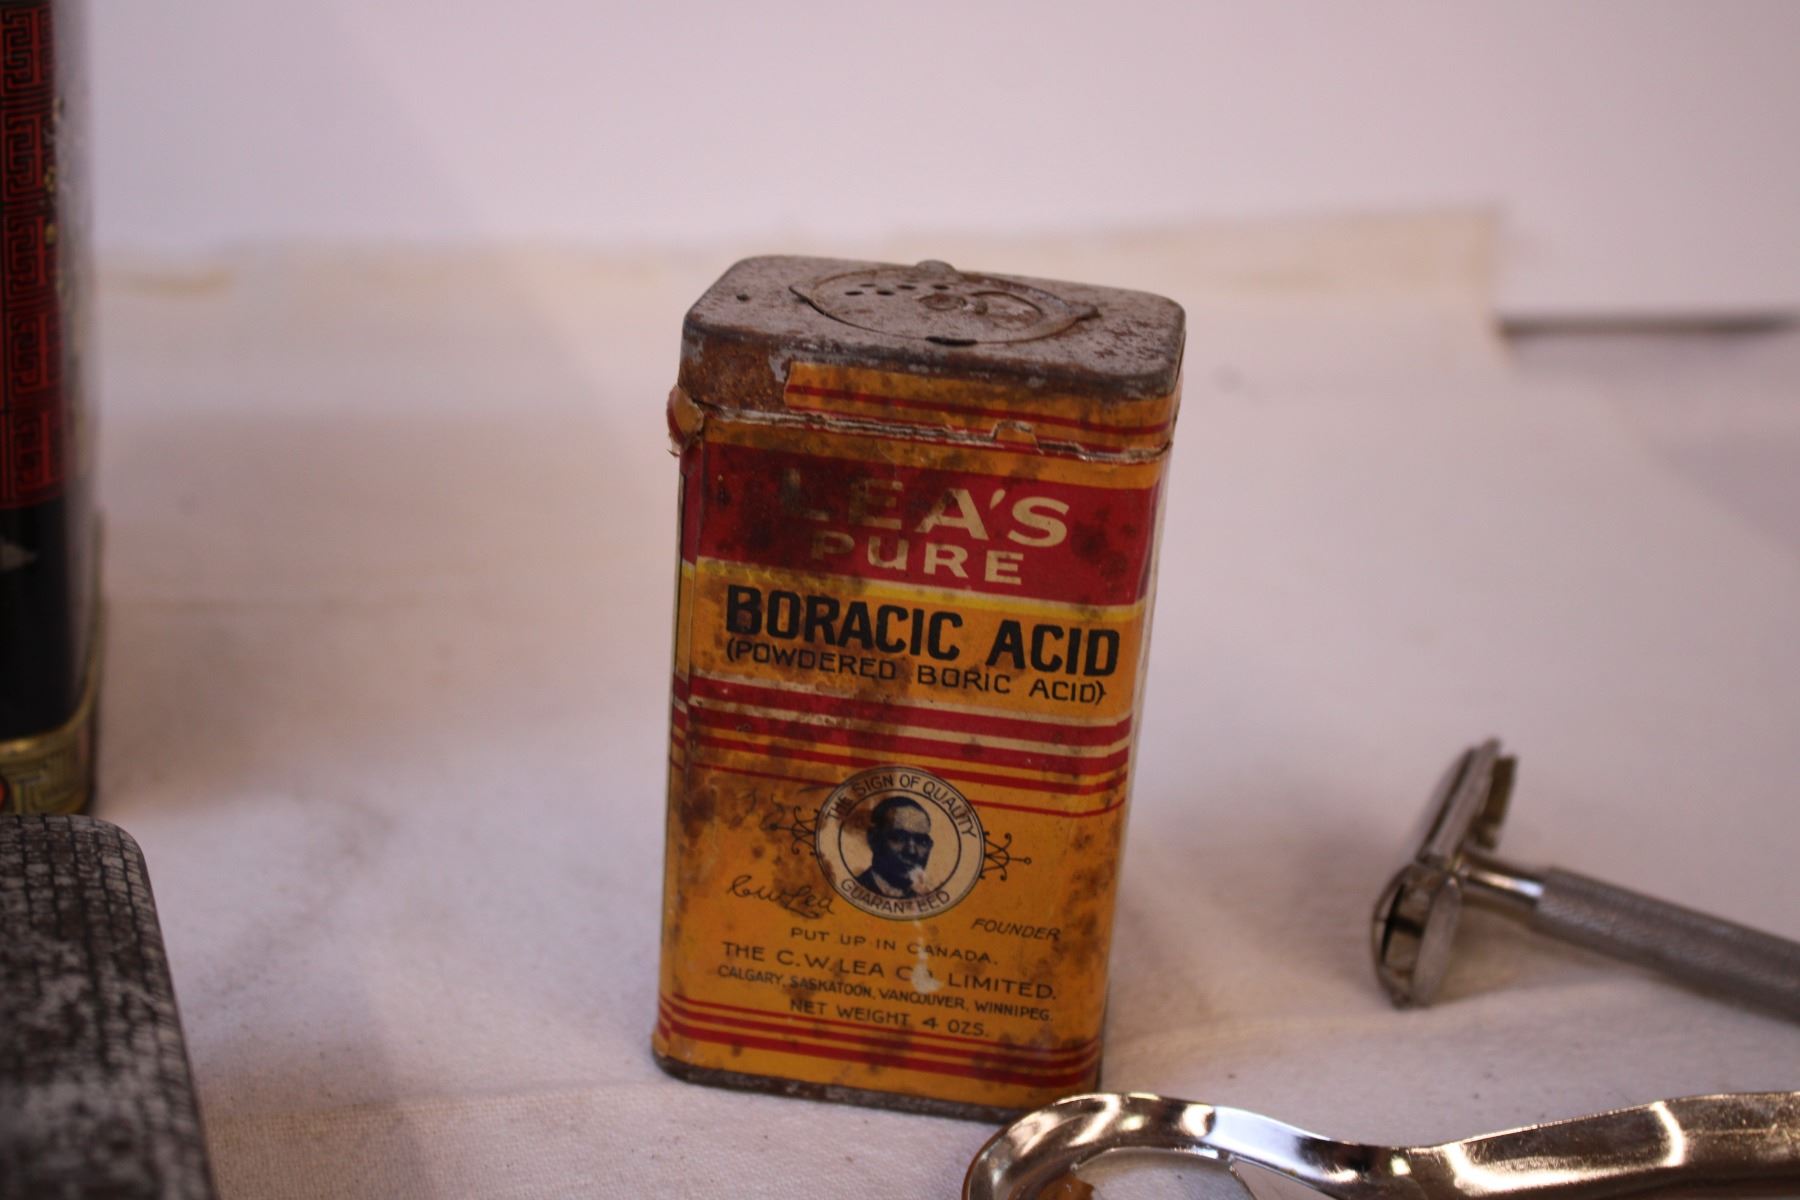 LEA'S
PURE
BORACIC ACID
(POWDERED BORIC ACID)
THE SIGN OF QUALITY
GUARANTEED
C.W. Lea
FOUNDER
PUT UP IN CANADA.
THE C.W. LEA CO. LIMITED.
CALGARY, SASKATOON, VANCOUVER, WINNIPEG.
NET WEIGHT 4 OZS.